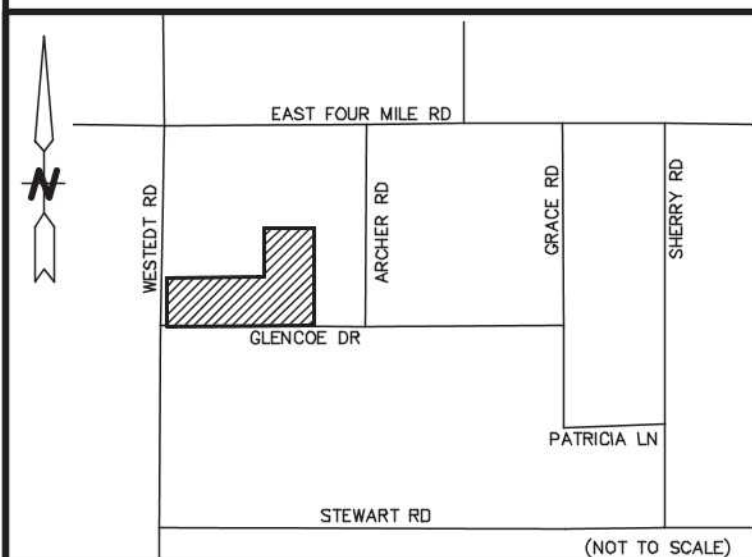 EAST FOUR MILE RD
N
WESTEDT RD
ARCHER RD
GRACE RD
SHERRY RD
GLENCOE DR
PATRICIA LN
STEWART RD
(NOT TO SCALE)